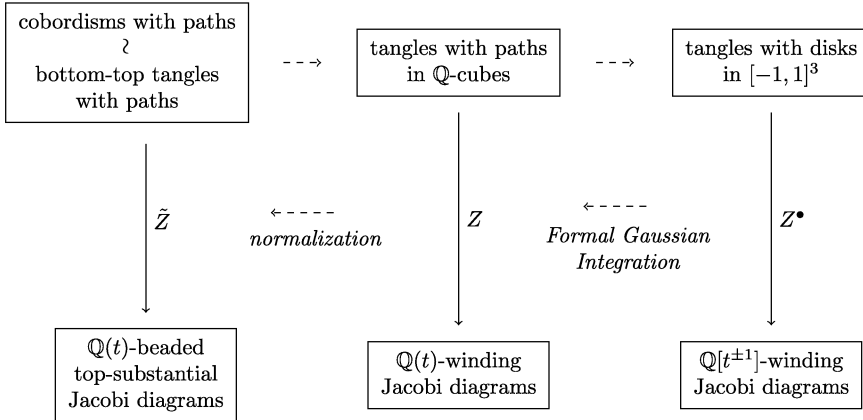 cobordisms with paths
≀
bottom-top tangles
with paths
tangles with paths
in ℚ-cubes
tangles with disks
in [−1, 1]³
Z̃
normalization
Z
Formal Gaussian
Integration
Z•
ℚ(t)-beaded
top-substantial
Jacobi diagrams
ℚ(t)-winding
Jacobi diagrams
ℚ[t±1]-winding
Jacobi diagrams